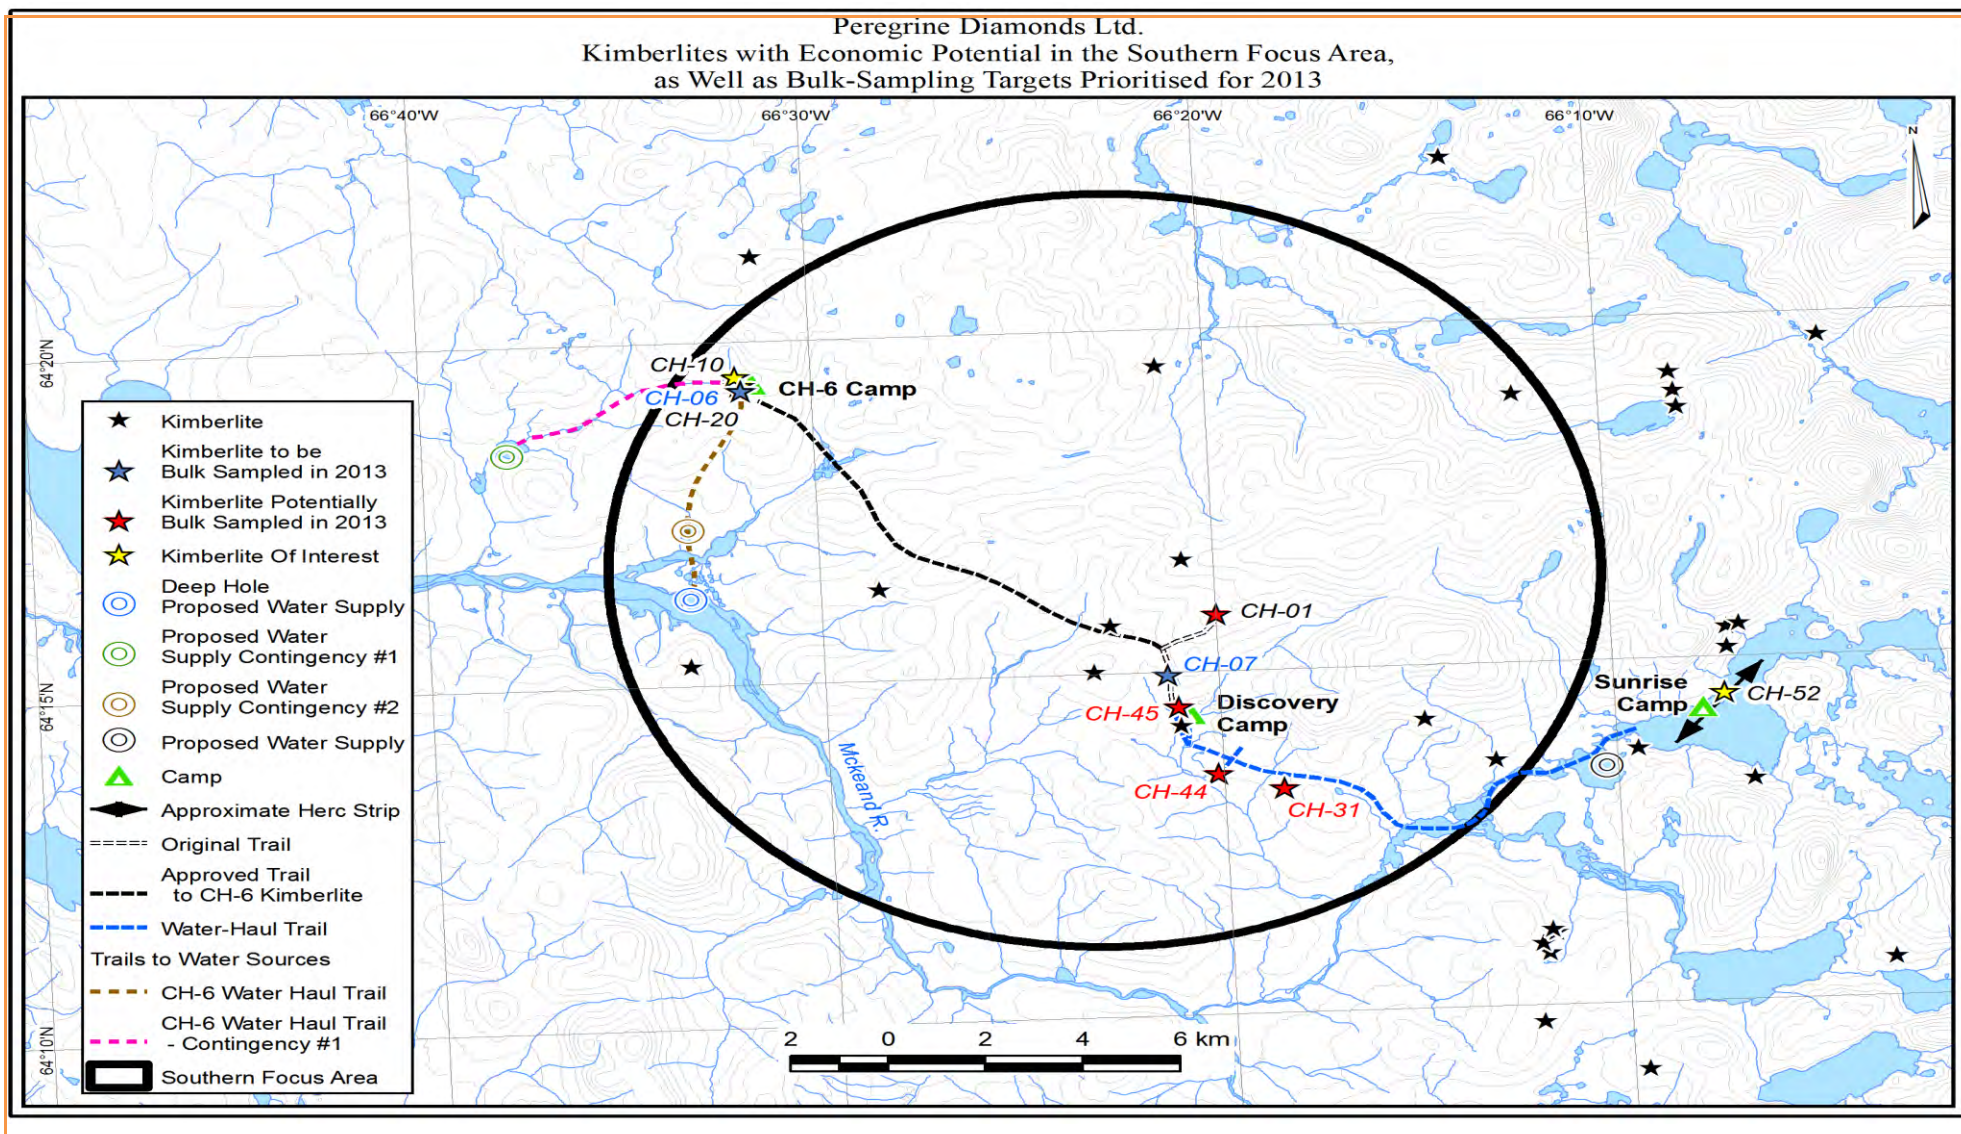 Peregrine Diamonds Ltd.
Kimberlites with Economic Potential in the Southern Focus Area,
as Well as Bulk-Sampling Targets Prioritised for 2013
66°40'W
66°30'W
66°20'W
66°10'W
N
64°20'N
64°15'N
64°10'N
CH-10
CH-6 Camp
CH-06
CH-20
CH-01
CH-07
CH-45
Discovery
Camp
CH-44
CH-31
Sunrise
Camp
CH-52
Mckeand R.
Kimberlite
Kimberlite to be
Bulk Sampled in 2013
Kimberlite Potentially
Bulk Sampled in 2013
Kimberlite Of Interest
Deep Hole
Proposed Water Supply
Proposed Water
Supply Contingency #1
Proposed Water
Supply Contingency #2
Proposed Water Supply
Camp
Approximate Herc Strip
Original Trail
Approved Trail
to CH-6 Kimberlite
Water-Haul Trail
Trails to Water Sources
CH-6 Water Haul Trail
CH-6 Water Haul Trail
- Contingency #1
Southern Focus Area
2 0 2 4 6 km